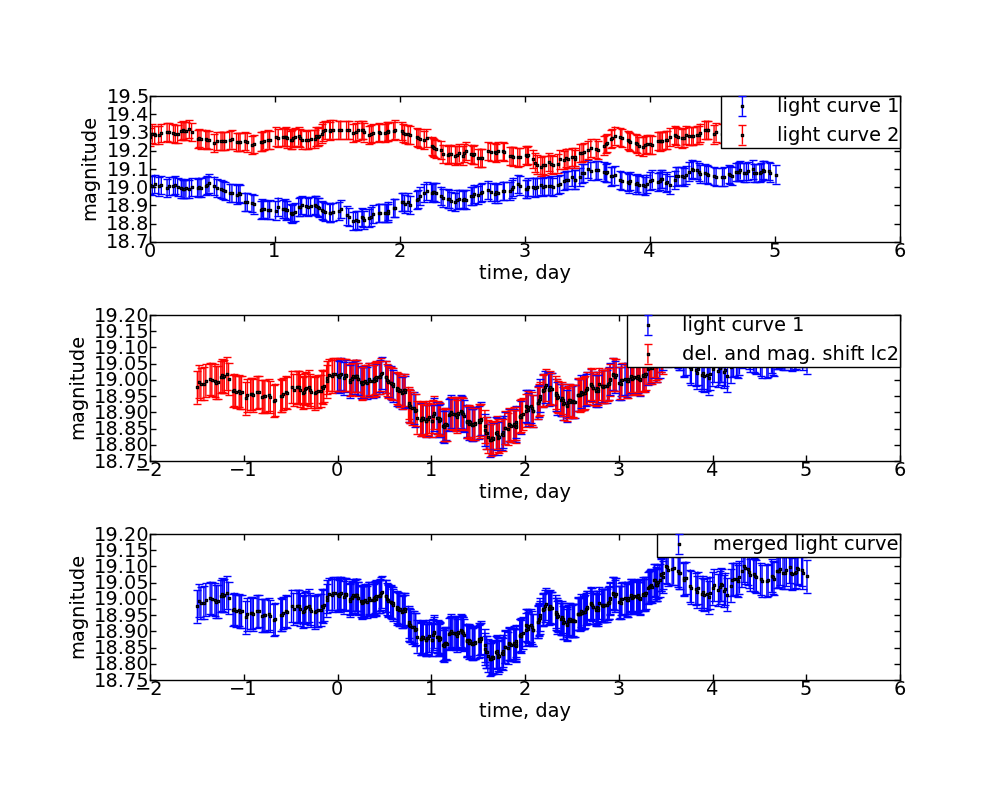 19.5
19.4
19.3
19.2
19.1
19.0
18.9
18.8
18.7
magnitude
light curve 1
light curve 2
0 1 2 3 4 5 6
time, day
19.20
19.15
19.10
19.05
19.00
18.95
18.90
18.85
18.80
18.75
magnitude
light curve 1
del. and mag. shift lc2
−2 −1 0 1 2 3 4 5 6
time, day
19.20
19.15
19.10
19.05
19.00
18.95
18.90
18.85
18.80
18.75
magnitude
merged light curve
−2 −1 0 1 2 3 4 5 6
time, day